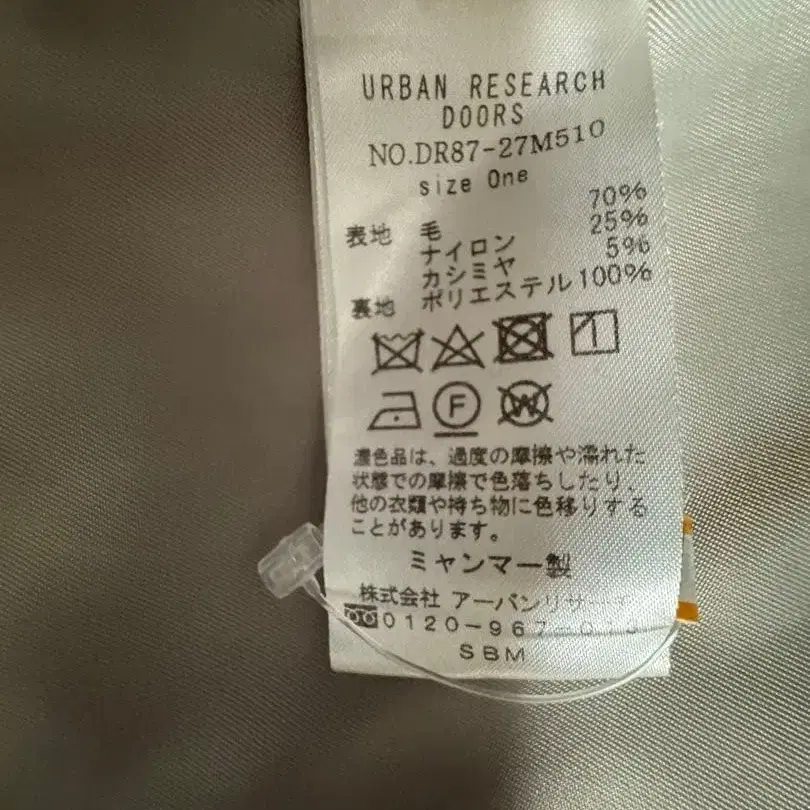 URBAN RESEARCH
DOORS
NO.DR87-27M510
size One
表地 毛 70%
ナイロン 25%
カシミヤ 5%
裏地 ポリエステル 100%
F
W
濃色品は、過度の摩擦や濡れた
状態での摩擦で色落ちしたり、
他の衣類や持ち物に色移りする
ことがあります。
ミャンマー製
株式会社 アーバンリサーチ
0120-967-
SBM